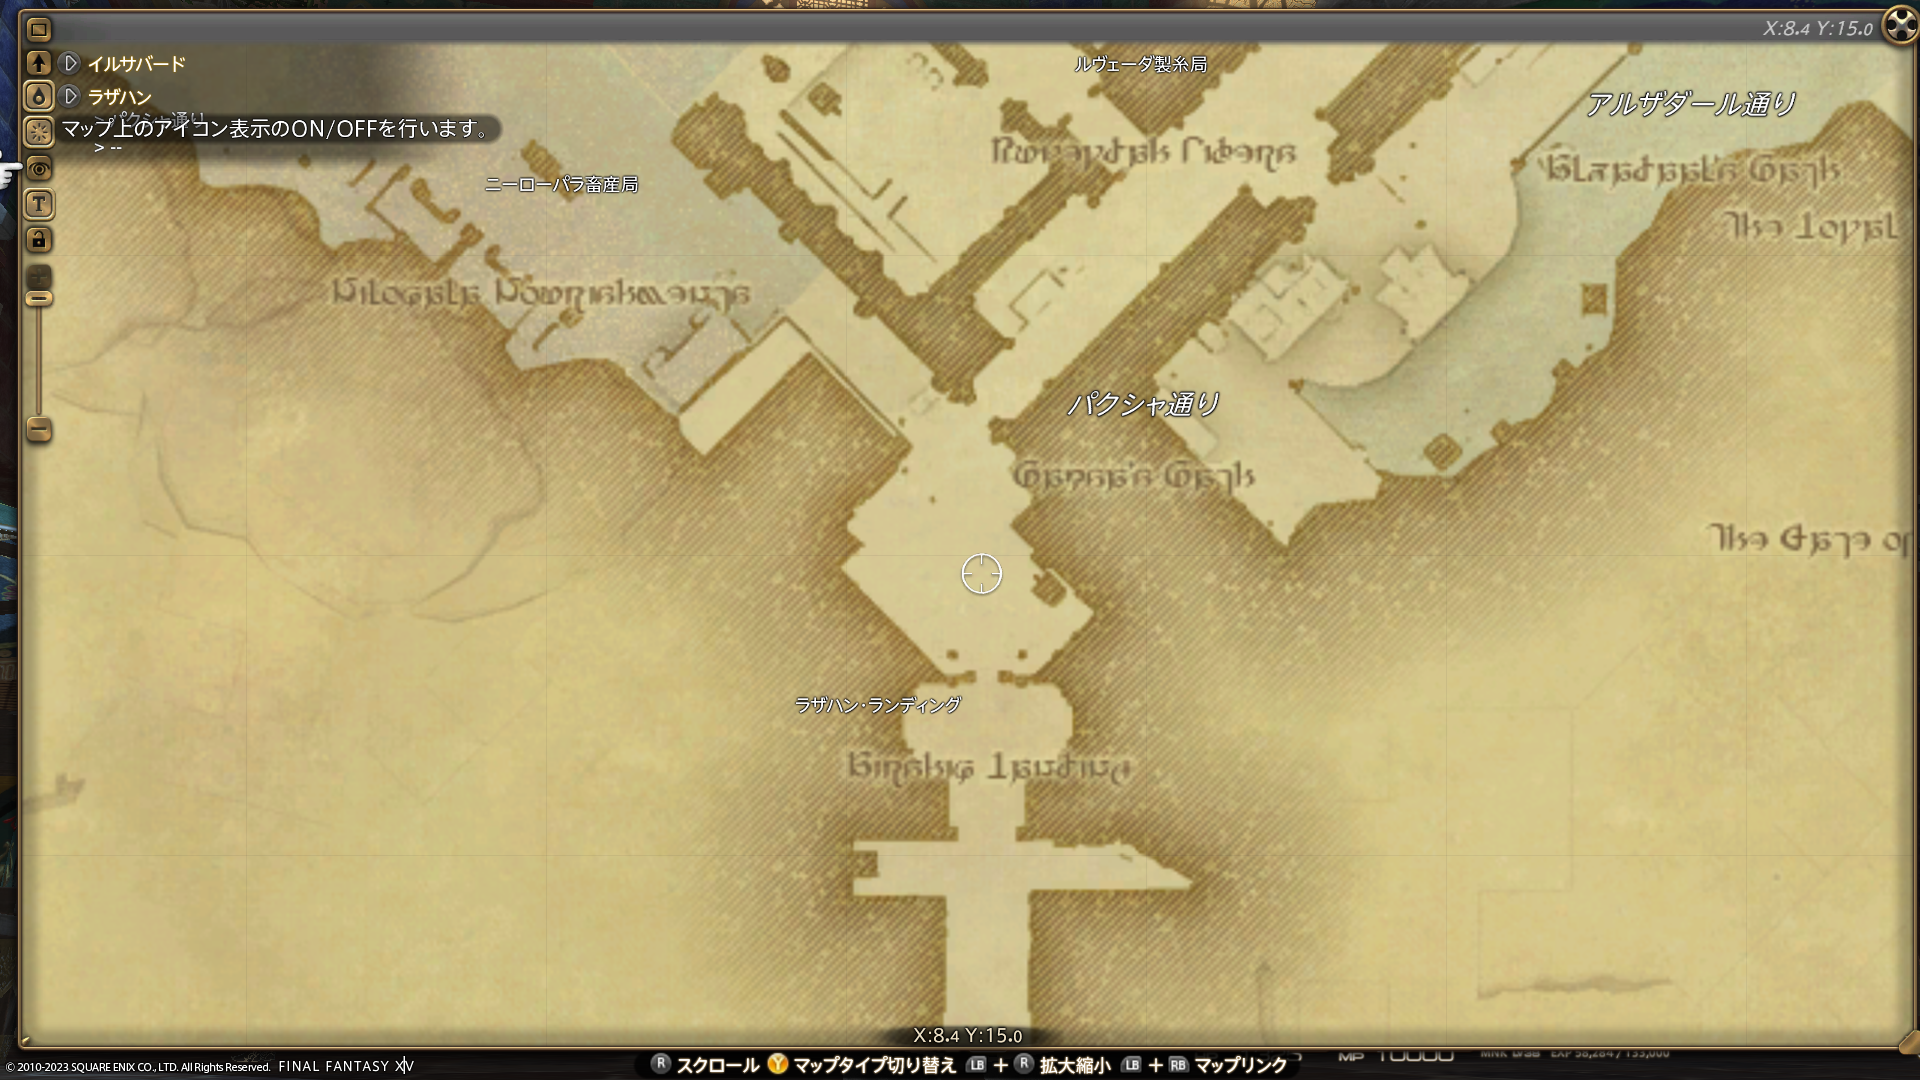 X:8.4 Y:15.0
イルサバード
ラザハン
マップ上のアイコン表示のON/OFFを行います。
> --
ルヴェーダ製糸局
アルザダール通り
ニーローパラ畜産局
パクシャ通り
ラザハン・ランディング
X:8.4 Y:15.0
R スクロール Y マップタイプ切り替え LB + R 拡大縮小 LB + RB マップリンク
© 2010-2023 SQUARE ENIX CO., LTD. All Rights Reserved. FINAL FANTASY XIV
MP 10000